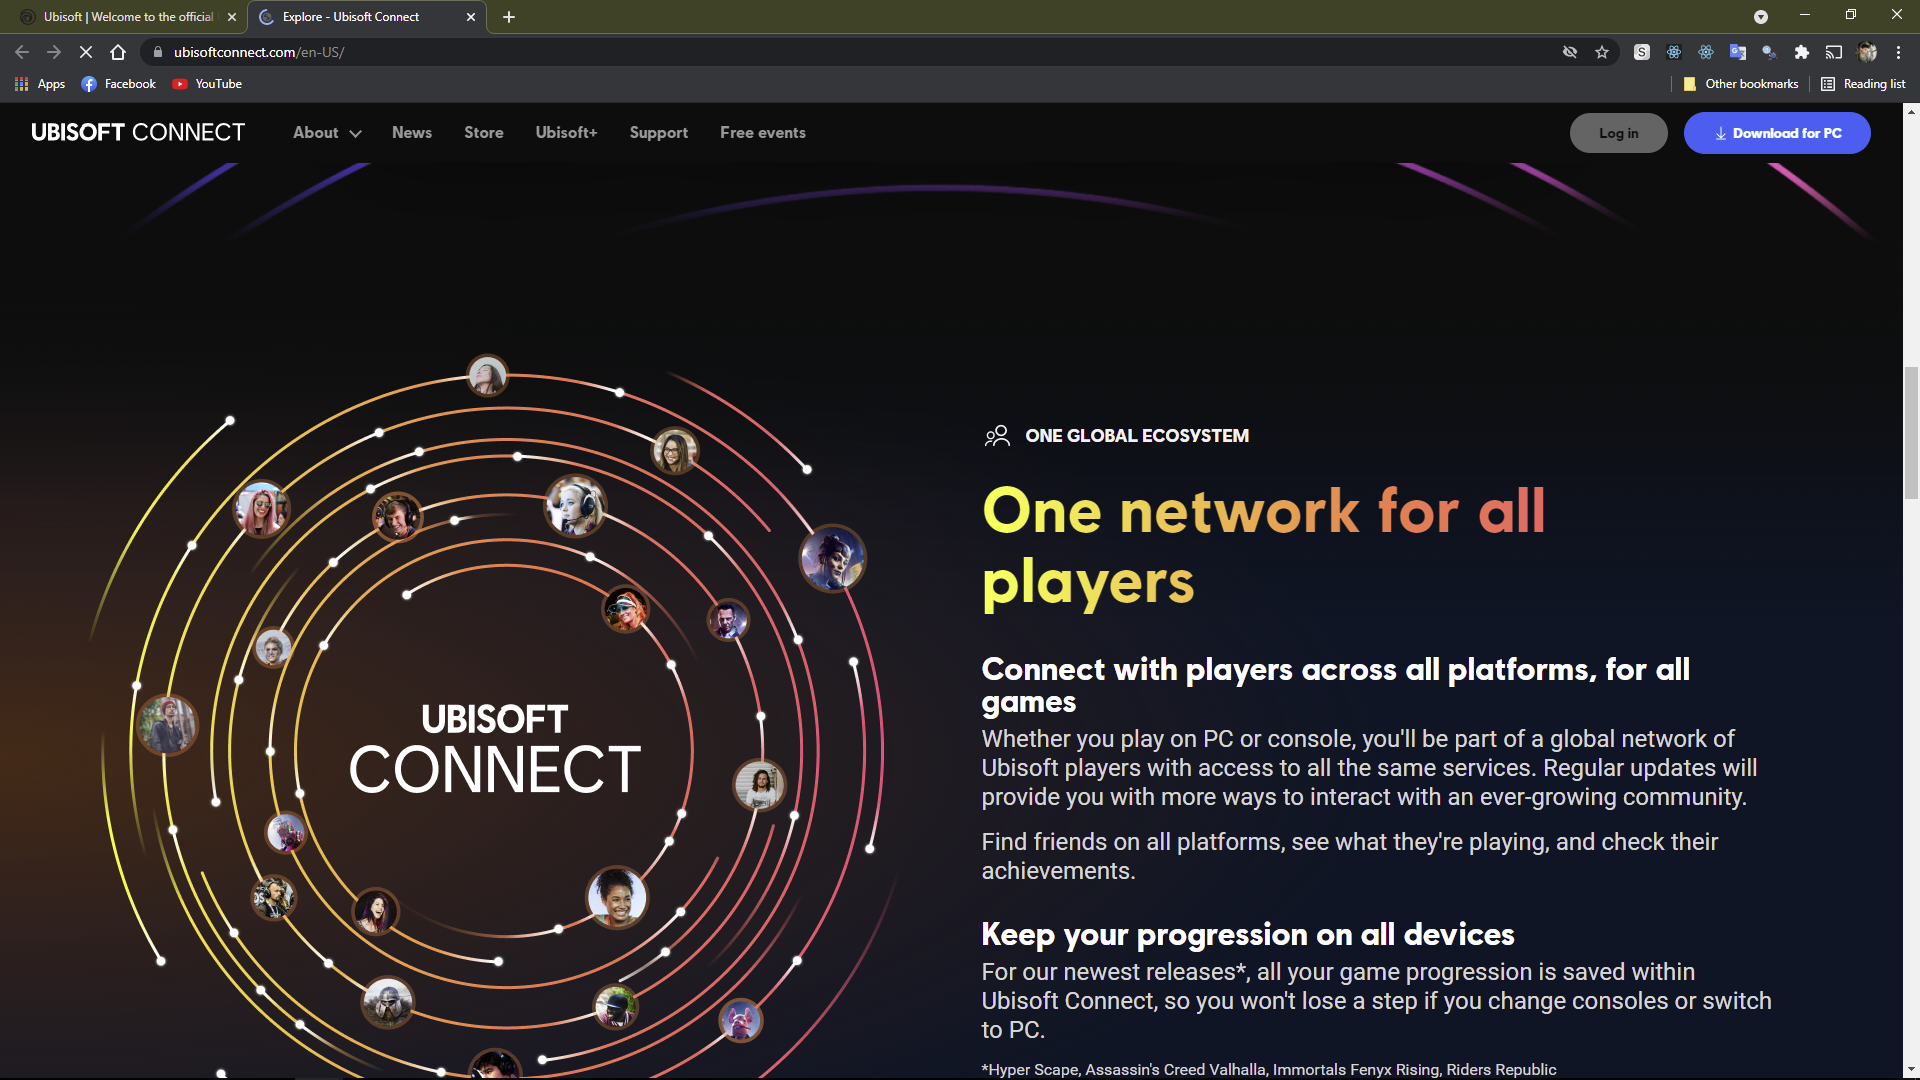 Ubisoft | Welcome to the official
Explore - Ubisoft Connect
ubisoftconnect.com/en-US/
Apps
Facebook
YouTube
Other bookmarks
Reading list
UBISOFT CONNECT
About
News
Store
Ubisoft+
Support
Free events
Log in
Download for PC
UBISOFT
CONNECT
ONE GLOBAL ECOSYSTEM
One network for all
players
Connect with players across all platforms, for all
games
Whether you play on PC or console, you'll be part of a global network of
Ubisoft players with access to all the same services. Regular updates will
provide you with more ways to interact with an ever-growing community.
Find friends on all platforms, see what they're playing, and check their
achievements.
Keep your progression on all devices
For our newest releases*, all your game progression is saved within
Ubisoft Connect, so you won't lose a step if you change consoles or switch
to PC.
*Hyper Scape, Assassin's Creed Valhalla, Immortals Fenyx Rising, Riders Republic